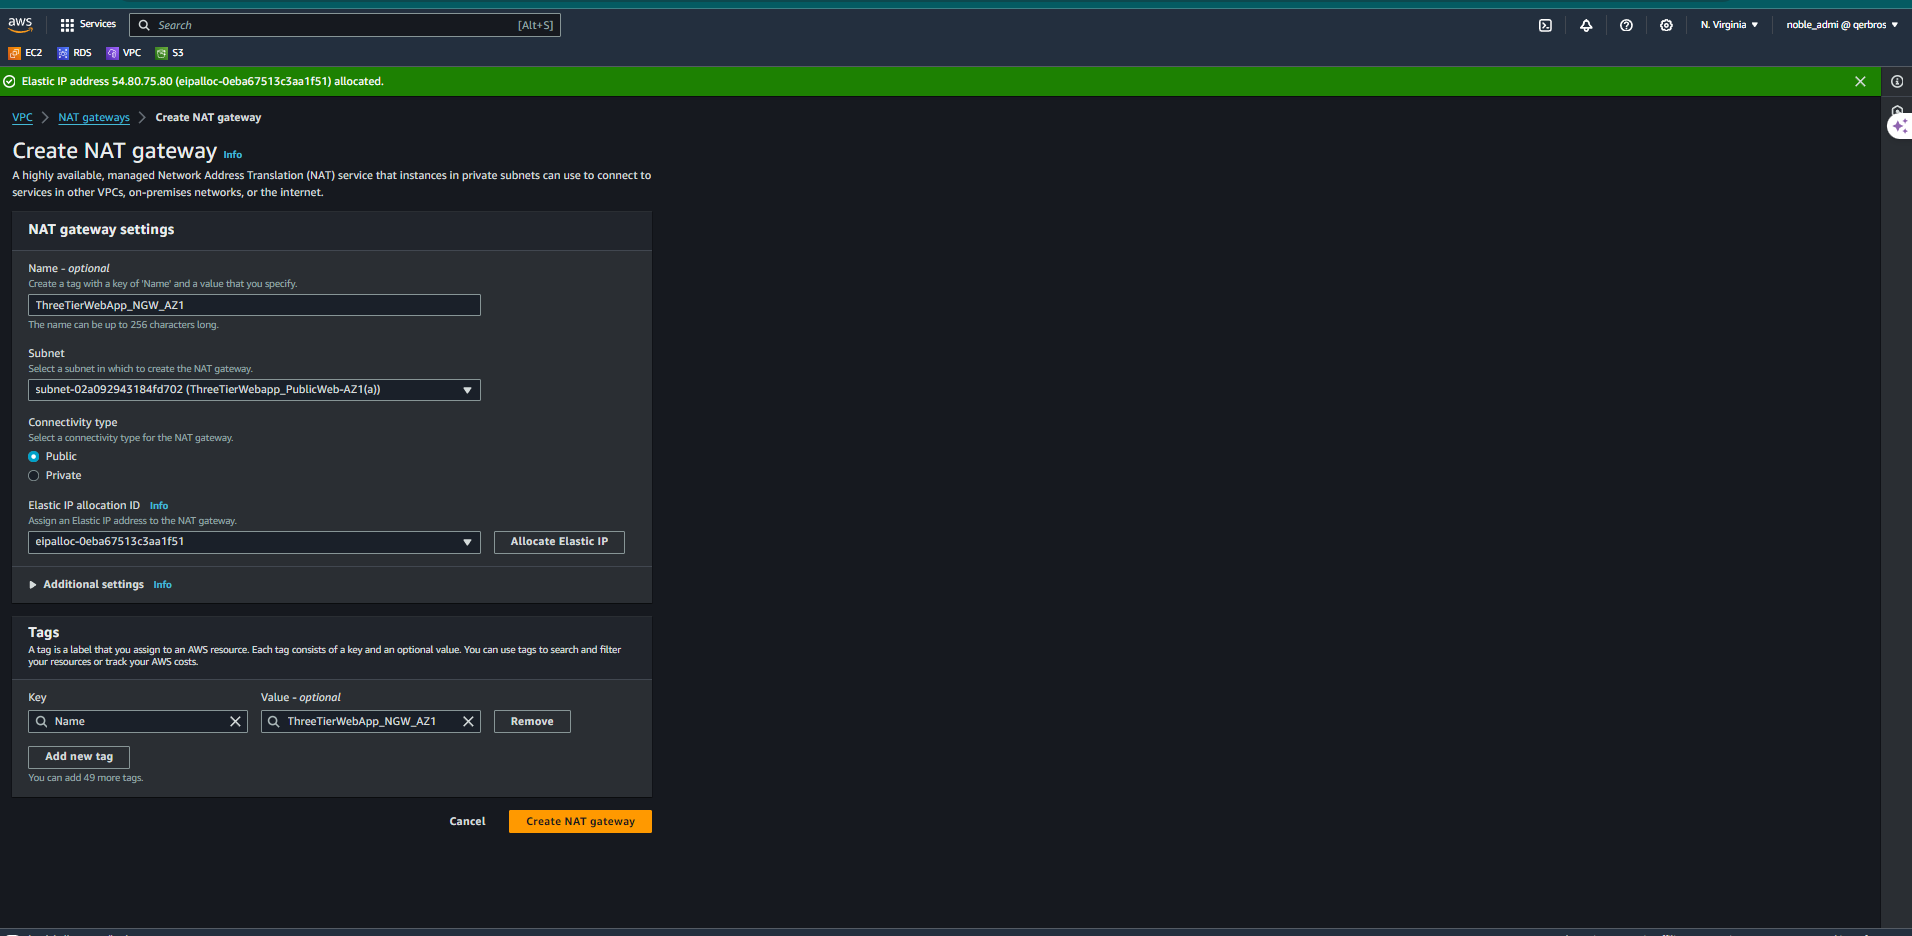 aws
Services
Search
[Alt+S]
N. Virginia
noble_admi @ qerbros
EC2
RDS
VPC
S3
Elastic IP address 54.80.75.80 (eipalloc-0eba67513c3aa1f51) allocated.
VPC
NAT gateways
Create NAT gateway
Create NAT gateway Info
A highly available, managed Network Address Translation (NAT) service that instances in private subnets can use to connect to
services in other VPCs, on-premises networks, or the internet.
NAT gateway settings
Name - optional
Create a tag with a key of 'Name' and a value that you specify.
ThreeTierWebApp_NGW_AZ1
The name can be up to 256 characters long.
Subnet
Select a subnet in which to create the NAT gateway.
subnet-02a092943184fd702 (ThreeTierWebapp_PublicWeb-AZ1(a))
Connectivity type
Select a connectivity type for the NAT gateway.
Public
Private
Elastic IP allocation ID Info
Assign an Elastic IP address to the NAT gateway.
eipalloc-0eba67513c3aa1f51
Allocate Elastic IP
Additional settings Info
Tags
A tag is a label that you assign to an AWS resource. Each tag consists of a key and an optional value. You can use tags to search and filter
your resources or track your AWS costs.
Key
Value - optional
Name
ThreeTierWebApp_NGW_AZ1
Remove
Add new tag
You can add 49 more tags.
Cancel
Create NAT gateway